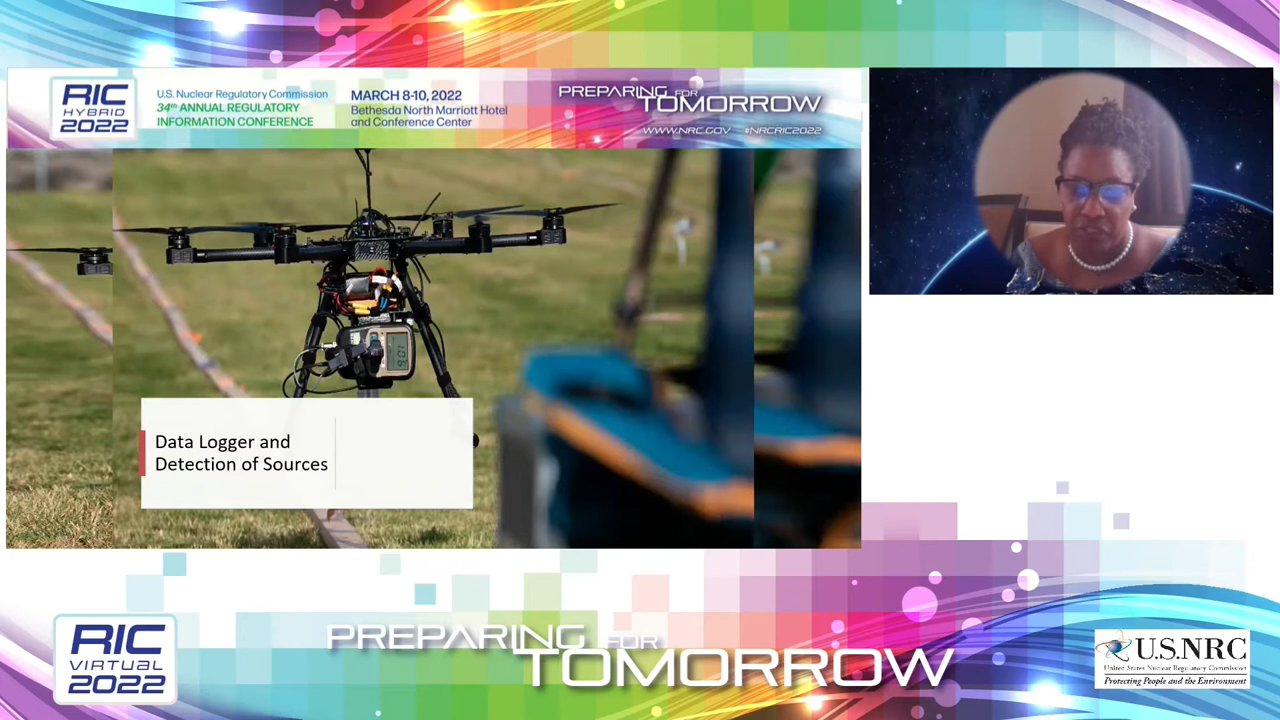 RIC
HYBRID
2022
U.S. Nuclear Regulatory Commission
34th ANNUAL REGULATORY
INFORMATION CONFERENCE
MARCH 8-10, 2022
Bethesda North Marriott Hotel
and Conference Center
PREPARING FOR
TOMORROW
WWW.NRC.GOV #NRCRIC2022
Data Logger and
Detection of Sources
RIC
VIRTUAL
2022
PREPARING FOR
TOMORROW
U.S.NRC
United States Nuclear Regulatory Commission
Protecting People and the Environment